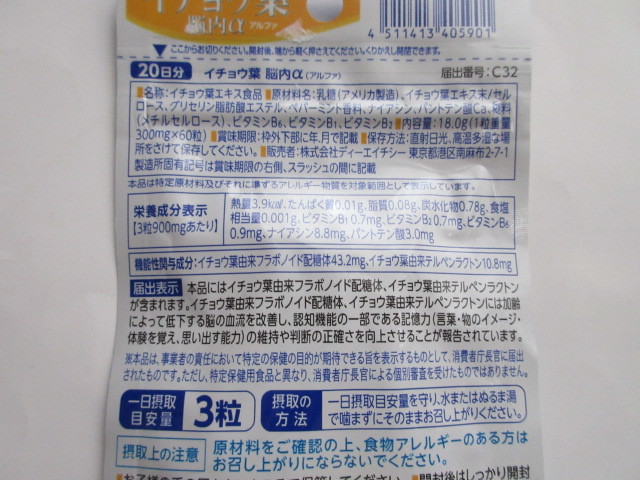 イチョウ葉
脳内α アルファ
4 511413 405901
▼ここからお切りください。開封後、端から軽く押さえてください。くりかえし開閉できます。
20日分 イチョウ葉 脳内α(アルファ) 届出番号:C32
■名称:イチョウ葉エキス食品 ■原材料名:乳糖(アメリカ製造)、イチョウ葉エキス末/セル
ロース、グリセリン脂肪酸エステル、ペパーミント香料、ナイアシン、パントテン酸Ca、糊料
(メチルセルロース)、ビタミンB6、ビタミンB1、ビタミンB2 ■内容量:18.0g(1粒重量
300mg×60粒) ■賞味期限:枠外下部に年.月で記載 ■保存方法:直射日光、高温多湿な場
所をさけて保存してください。 ■販売者:株式会社ディーエイチシー 東京都港区南麻布2-7-1
製造所固有記号は賞味期限の右側、スラッシュの間に記載
本品は特定原材料及びそれに準ずるアレルギー物質を対象範囲として表示しています。
栄養成分表示
[3粒900mgあたり]
熱量3.9kcal、たんぱく質0.01g、脂質0.08g、炭水化物0.78g、食塩
相当量0.001g、ビタミンB1 0.7mg、ビタミンB2 0.7mg、ビタミンB6
0.9mg、ナイアシン8.8mg、パントテン酸3.0mg
機能性関与成分:イチョウ葉由来フラボノイド配糖体43.2mg、イチョウ葉由来テルペンラクトン10.8mg
届出表示 本品にはイチョウ葉由来フラボノイド配糖体、イチョウ葉由来テルペンラクトン
が含まれます。イチョウ葉由来フラボノイド配糖体、イチョウ葉由来テルペンラクトンには加齢
によって低下する脳の血流を改善し、認知機能の一部である記憶力(言葉・物のイメージ・
体験を覚え、思い出す能力)の維持や判断の正確さを向上させることが報告されています。
※本品は、事業者の責任において特定の保健の目的が期待できる旨を表示するものとして、消費者庁長官に届出
されたものです。ただし、特定保健用食品と異なり、消費者庁長官による個別審査を受けたものではありません。
一日摂取
目安量
3粒
摂取の
方法
一日摂取目安量を守り、水またはぬるま湯
で噛まずにそのままお召し上がりください。
摂取上の注意 原材料をご確認の上、食物アレルギーのある方は
お召し上がりにならないでください。